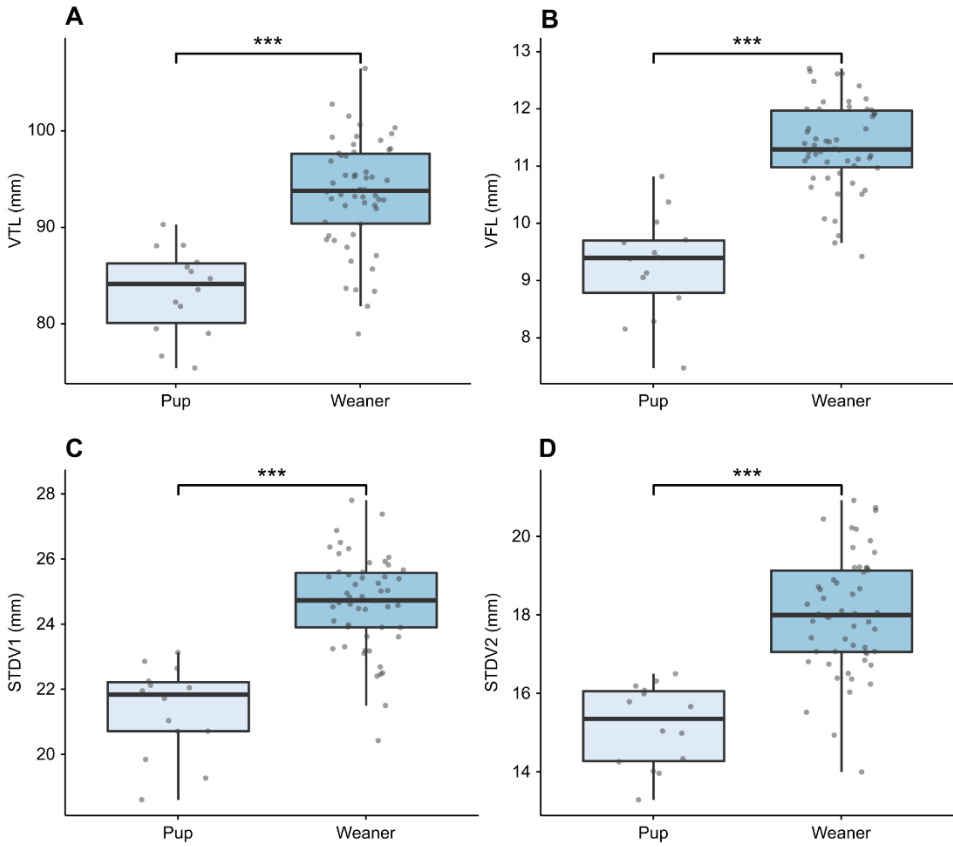 A
***
VTL (mm)
100
90
80
Pup Weaner
B
***
VFL (mm)
13
12
11
10
9
8
Pup Weaner
C
***
STDV1 (mm)
28
26
24
22
20
Pup Weaner
D
***
STDV2 (mm)
20
18
16
14
Pup Weaner